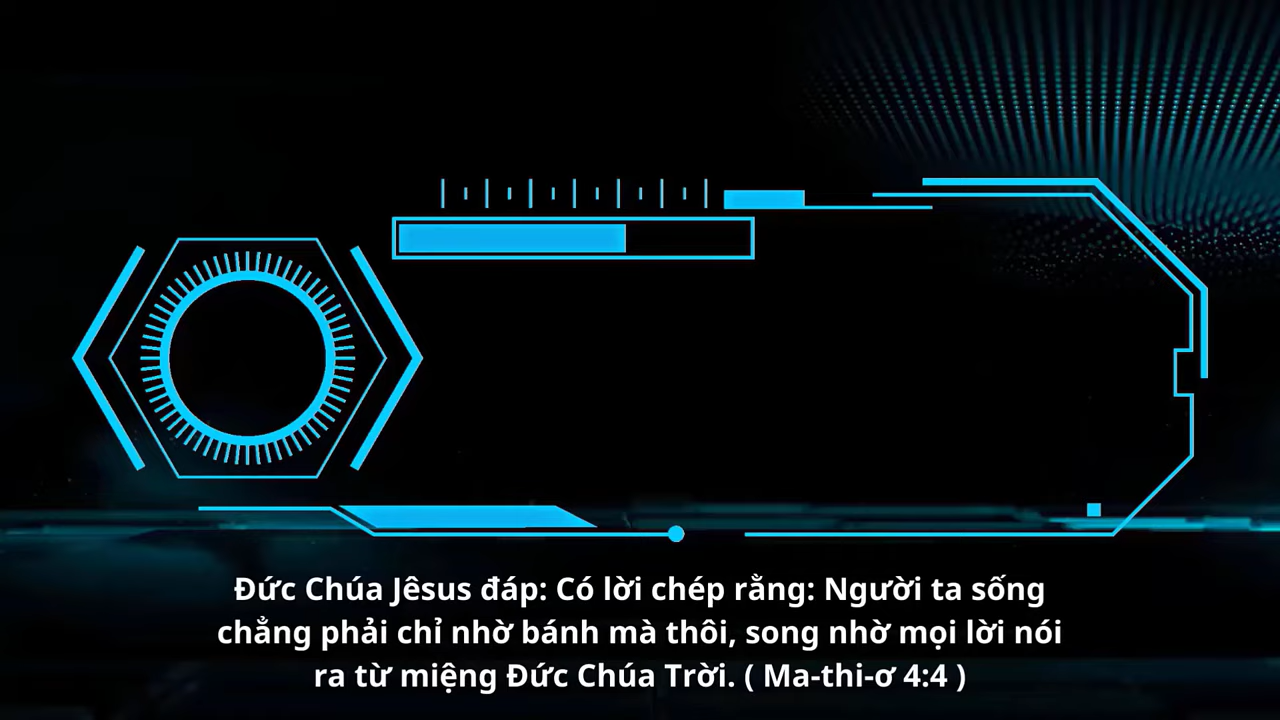 Đức Chúa Jêsus đáp: Có lời chép rằng: Người ta sống
chẳng phải chỉ nhờ bánh mà thôi, song nhờ mọi lời nói
ra từ miệng Đức Chúa Trời. ( Ma-thi-ơ 4:4 )